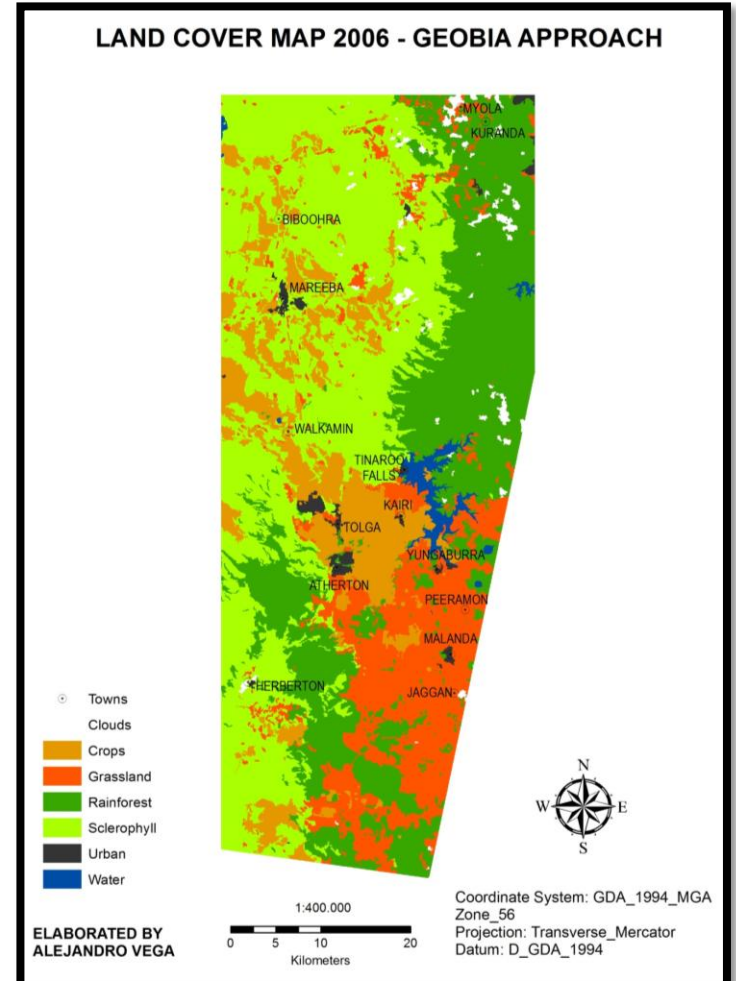 LAND COVER MAP 2006 - GEOBIA APPROACH
MYOLA
KURANDA
BIBOOHRA
MAREEBA
WALKAMIN
TINAROO
FALLS
KAIRI
TOLGA
YUNGABURRA
ATHERTON
PEERAMON
MALANDA
HERBERTON
JAGGAN
Towns
Clouds
Crops
Grassland
Rainforest
Sclerophyll
Urban
Water
N
W E
S
1:400.000
0 5 10 20
Kilometers
ELABORATED BY
ALEJANDRO VEGA
Coordinate System: GDA_1994_MGA
Zone_56
Projection: Transverse_Mercator
Datum: D_GDA_1994